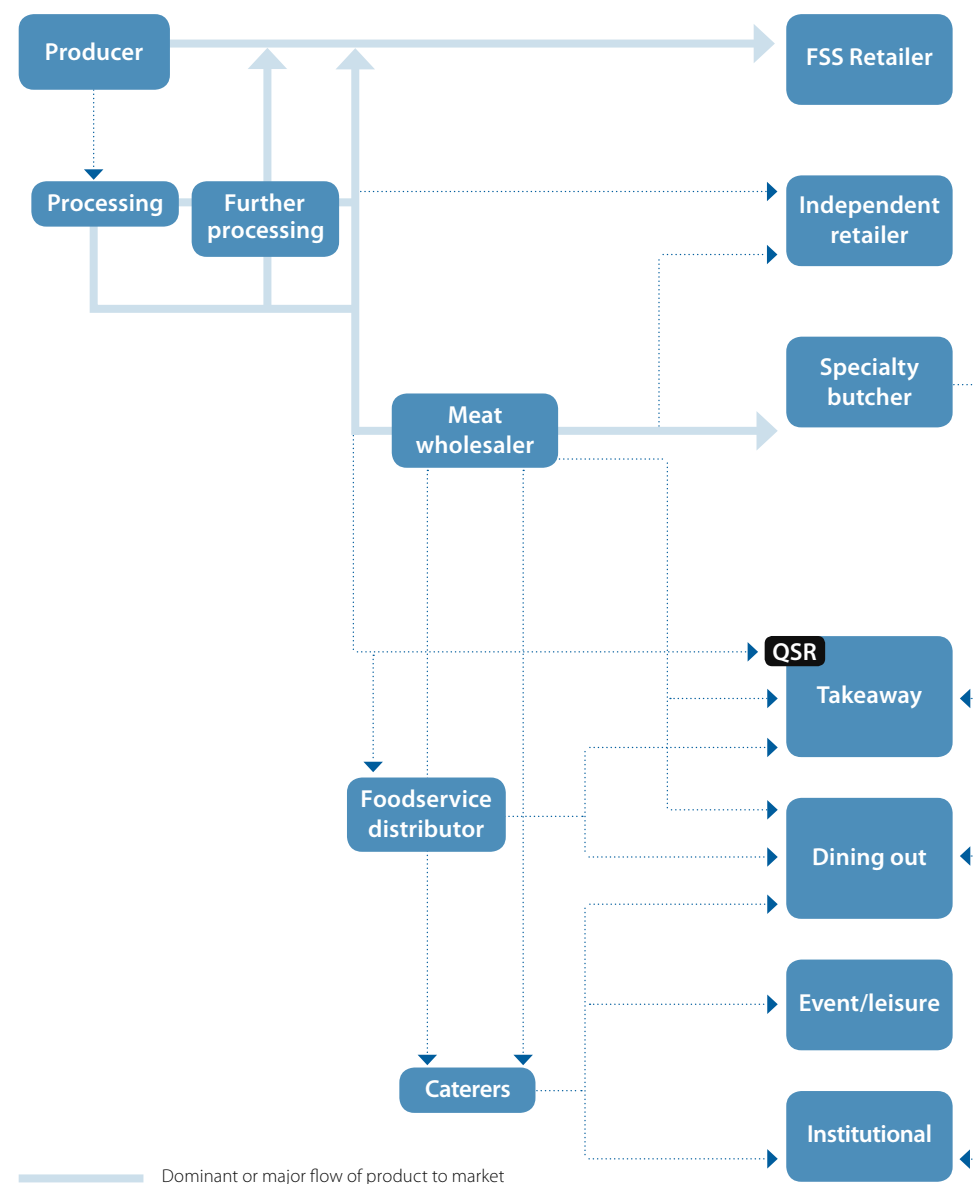 Producer
FSS Retailer
Processing
Further
processing
Independent
retailer
Specialty
butcher
Meat
wholesaler
QSR
Takeaway
Foodservice
distributor
Dining out
Event/leisure
Caterers
Institutional
Dominant or major flow of product to market